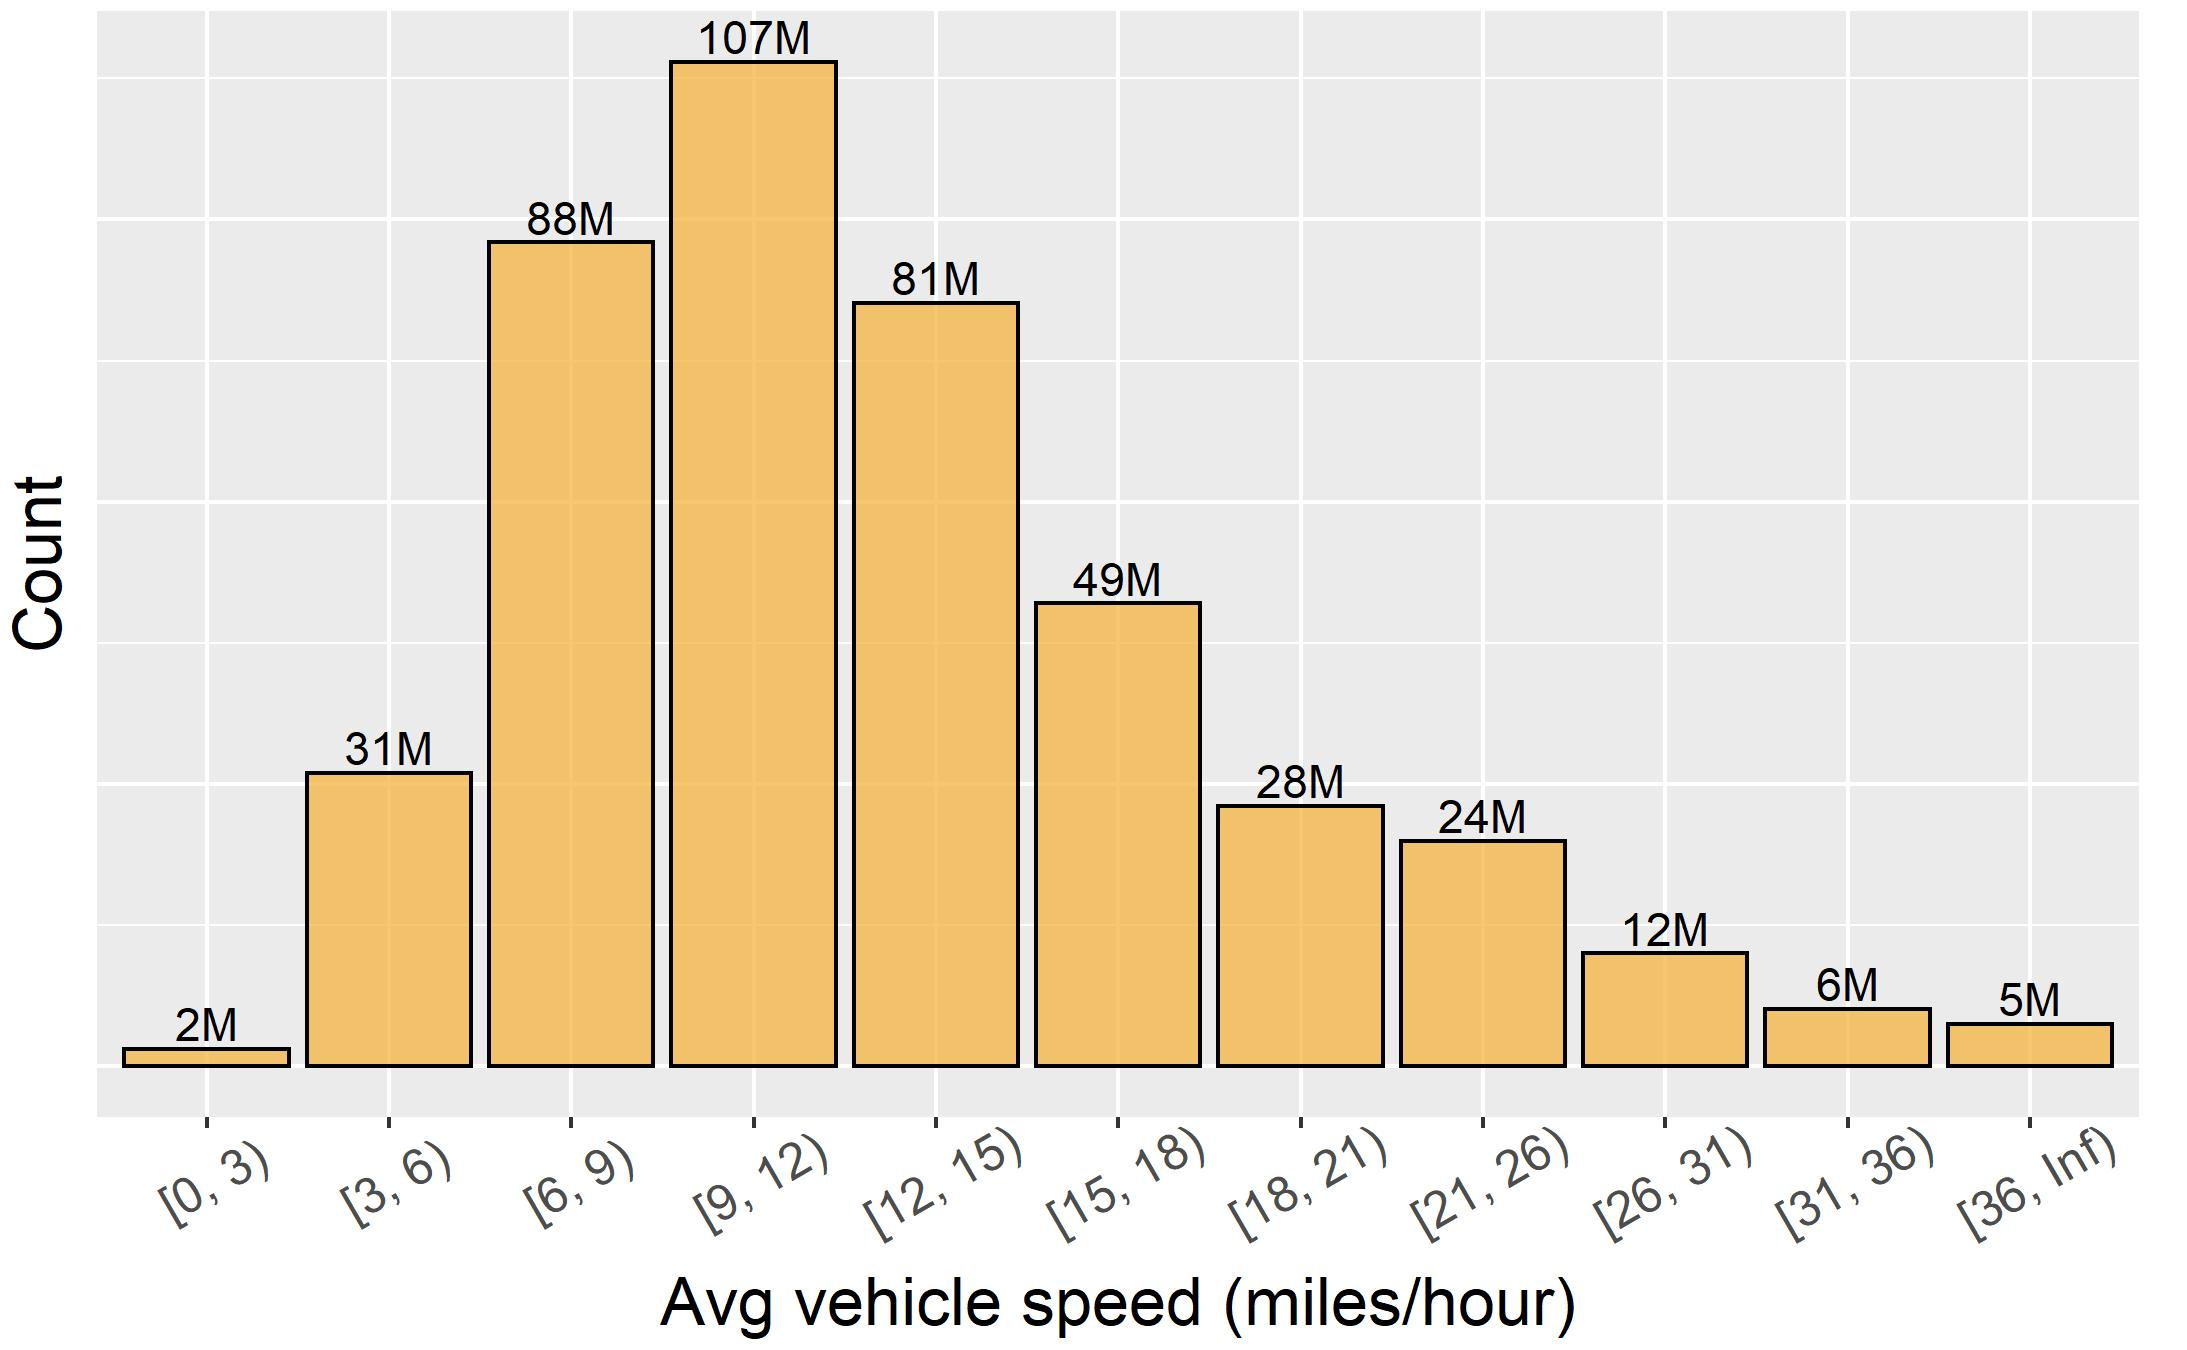 107M
88M
81M
49M
31M
28M
24M
12M
6M
5M
2M
Count
[0, 3)
[3, 6)
[6, 9)
[9, 12)
[12, 15)
[15, 18)
[18, 21)
[21, 26)
[26, 31)
[31, 36)
[36, Inf)
Avg vehicle speed (miles/hour)